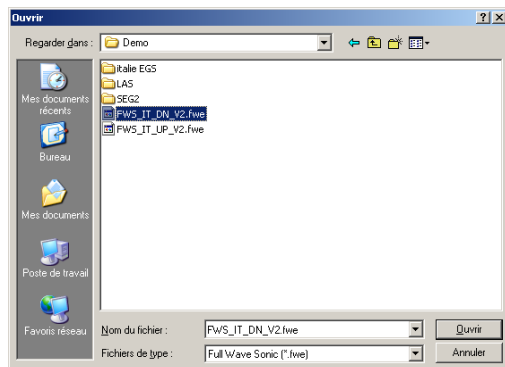 Ouvrir
Regarder dans :
Demo
Mes documents
récents
Bureau
Mes documents
Poste de travail
Favoris réseau
italie EGS
LAS
SEG2
FWS_IT_DN_V2.fwe
FWS_IT_UP_V2.fwe
Nom du fichier :
FWS_IT_DN_V2.fwe
Ouvrir
Fichiers de type :
Full Wave Sonic (*.fwe)
Annuler